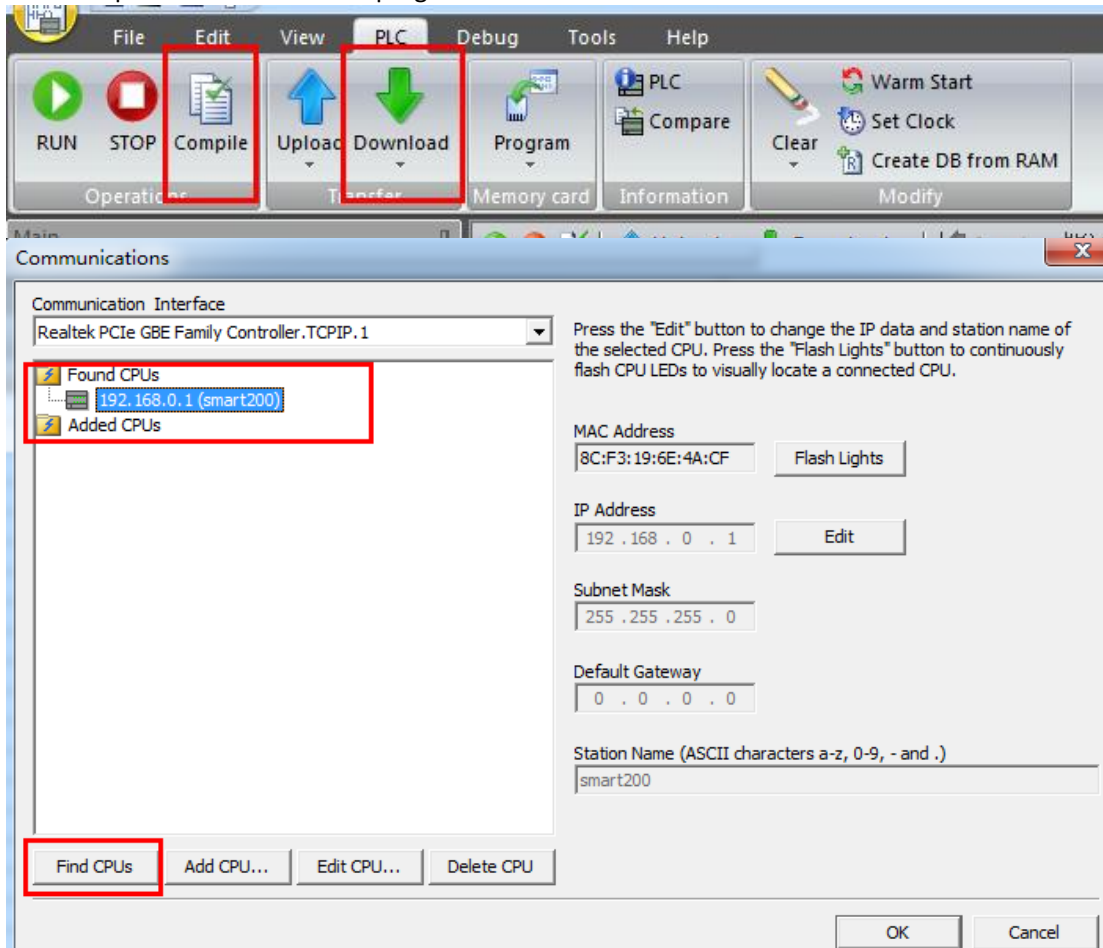 File Edit View PLC Debug Tools Help
RUN STOP Compile Upload Download Program PLC Compare Clear Warm Start Set Clock Create DB from RAM
Transfer Memory card Information Modify
Main
Communications
Communication Interface
Realtek PCIe GBE Family Controller.TCPIP.1
Press the "Edit" button to change the IP data and station name of
the selected CPU. Press the "Flash Lights" button to continuously
flash CPU LEDs to visually locate a connected CPU.
Found CPUs
192.168.0.1 (smart200)
Added CPUs
MAC Address
8C:F3:19:6E:4A:CF Flash Lights
IP Address
192 . 168 . 0 . 1 Edit
Subnet Mask
255 . 255 . 255 . 0
Default Gateway
0 . 0 . 0 . 0
Station Name (ASCII characters a-z, 0-9, - and .)
smart200
Find CPUs Add CPU... Edit CPU... Delete CPU
OK Cancel